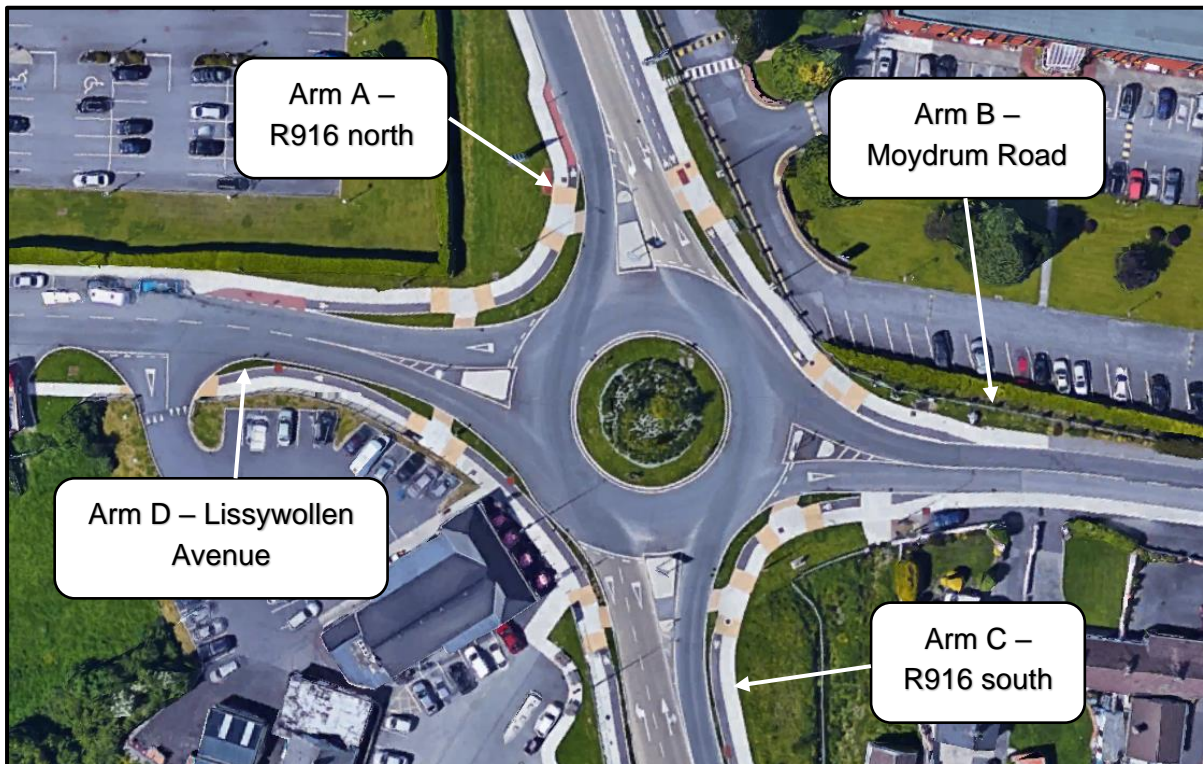 Arm A –
R916 north
Arm B –
Moydrum Road
Arm D – Lissywollen
Avenue
Arm C –
R916 south